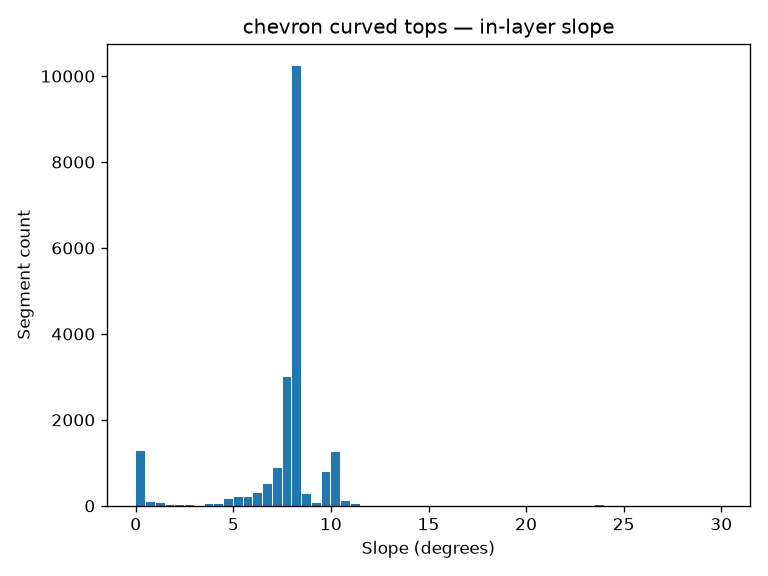 chevron curved tops — in-layer slope
10000
8000
6000
4000
2000
0
Segment count
0 5 10 15 20 25 30
Slope (degrees)